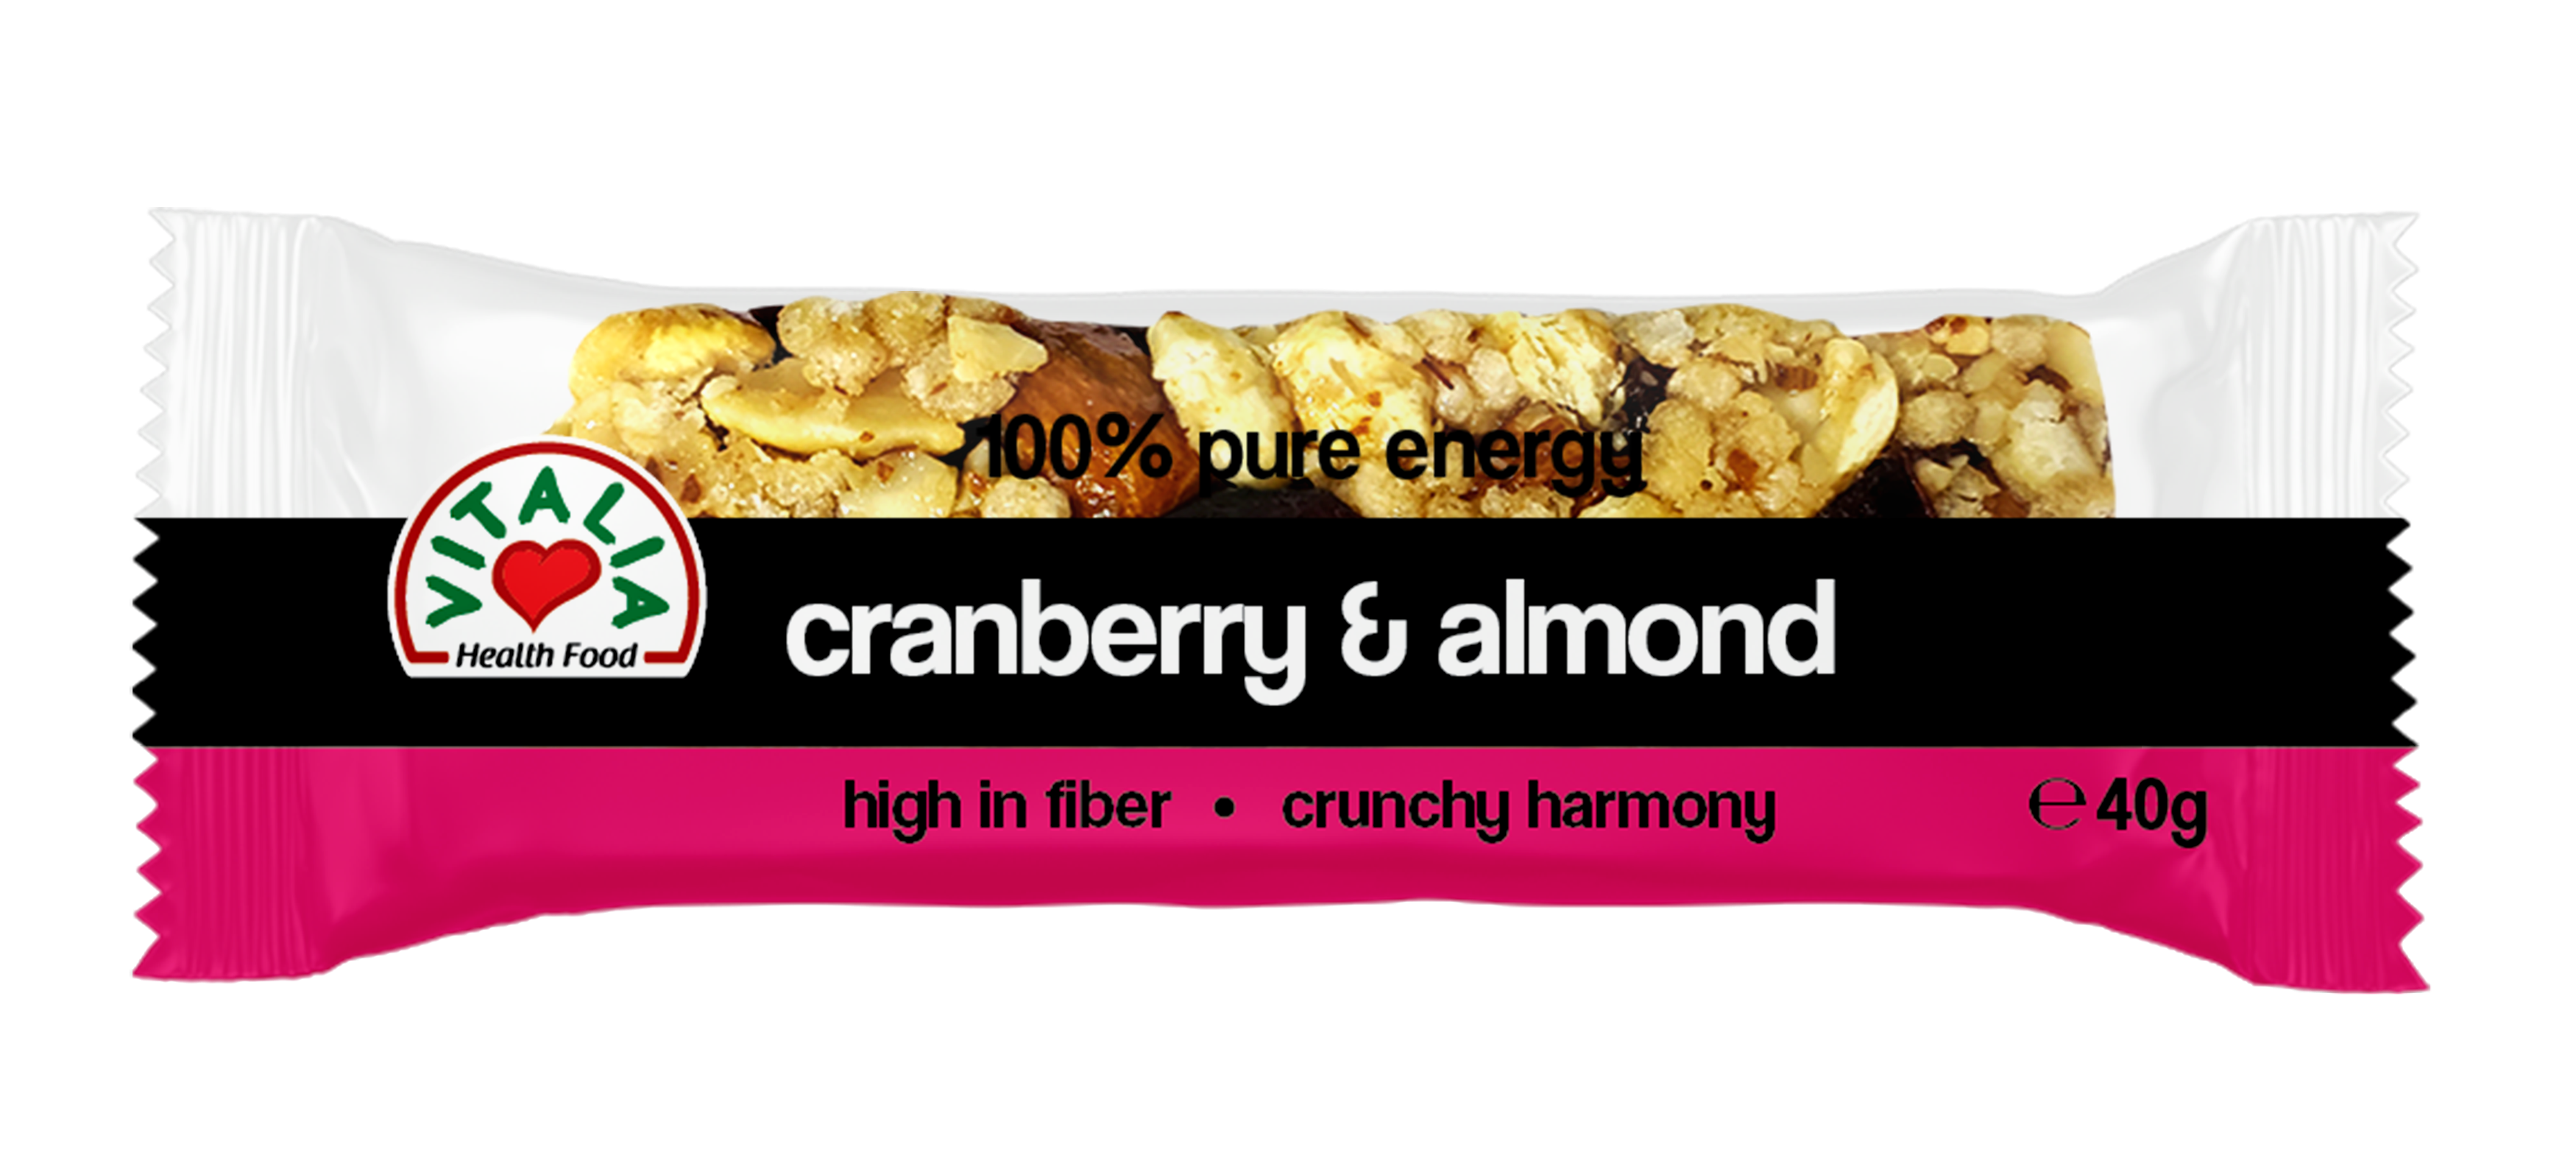 100% pure energy
VITALIA
Health Food
cranberry & almond
high in fiber • crunchy harmony
℮40g